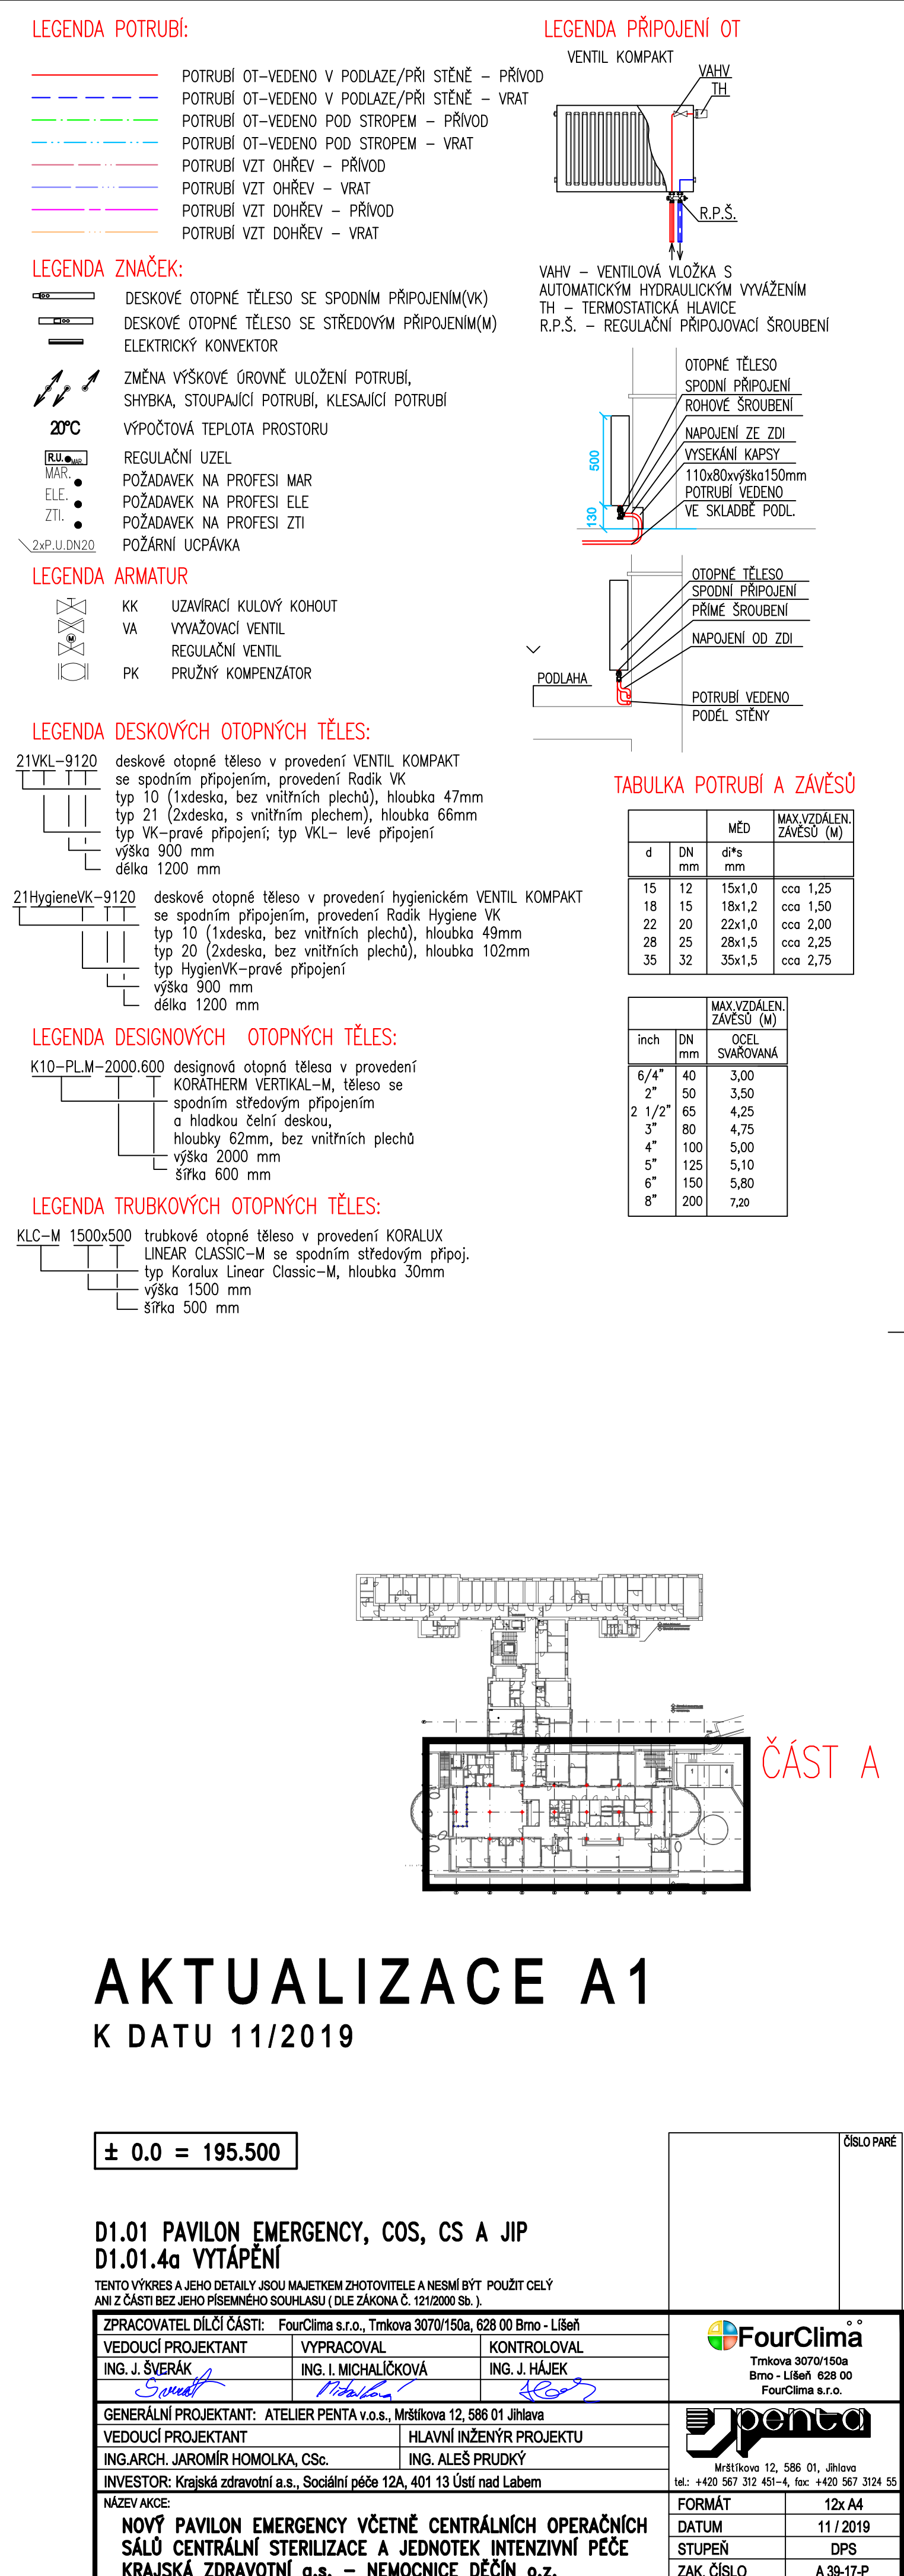 LEGENDA POTRUBÍ:
POTRUBÍ OT-VEDENO V PODLAZE/PŘI STĚNĚ - PŘÍVOD
POTRUBÍ OT-VEDENO V PODLAZE/PŘI STĚNĚ - VRAT
POTRUBÍ OT-VEDENO POD STROPEM - PŘÍVOD
POTRUBÍ OT-VEDENO POD STROPEM - VRAT
POTRUBÍ VZT OHŘEV - PŘÍVOD
POTRUBÍ VZT OHŘEV - VRAT
POTRUBÍ VZT DOHŘEV - PŘÍVOD
POTRUBÍ VZT DOHŘEV - VRAT
LEGENDA PŘIPOJENÍ OT
VENTIL KOMPAKT
VAHV
TH
R.P.Š.
VAHV - VENTILOVÁ VLOŽKA S
AUTOMATICKÝM HYDRAULICKÝM VYVÁŽENÍM
TH - TERMOSTATICKÁ HLAVICE
R.P.Š. - REGULAČNÍ PŘIPOJOVACÍ ŠROUBENÍ
LEGENDA ZNAČEK:
DESKOVÉ OTOPNÉ TĚLESO SE SPODNÍM PŘIPOJENÍM(VK)
DESKOVÉ OTOPNÉ TĚLESO SE STŘEDOVÝM PŘIPOJENÍM(M)
ELEKTRICKÝ KONVEKTOR
ZMĚNA VÝŠKOVÉ ÚROVNĚ ULOŽENÍ POTRUBÍ,
SHYBKA, STOUPAJÍCÍ POTRUBÍ, KLESAJÍCÍ POTRUBÍ
20°C VÝPOČTOVÁ TEPLOTA PROSTORU
R.U. MAR. REGULAČNÍ UZEL
MAR. POŽADAVEK NA PROFESI MAR
ELE. POŽADAVEK NA PROFESI ELE
ZTI. POŽADAVEK NA PROFESI ZTI
2xP.U.DN20 POŽÁRNÍ UCPÁVKA
OTOPNÉ TĚLESO
SPODNÍ PŘIPOJENÍ
ROHOVÉ ŠROUBENÍ
NAPOJENÍ ZE ZDI
VYSEKÁNÍ KAPSY
110x80xvýška150mm
POTRUBÍ VEDENO
VE SKLADBĚ PODL.
500
130
LEGENDA ARMATUR
KK UZAVÍRACÍ KULOVÝ KOHOUT
VA VYVAŽOVACÍ VENTIL
M REGULAČNÍ VENTIL
PK PRUŽNÝ KOMPENZÁTOR
OTOPNÉ TĚLESO
SPODNÍ PŘIPOJENÍ
PŘÍMÉ ŠROUBENÍ
NAPOJENÍ OD ZDI
PODLAHA
POTRUBÍ VEDENO
PODÉL STĚNY
LEGENDA DESKOVÝCH OTOPNÝCH TĚLES:
21VKL-9120 deskové otopné těleso v provedení VENTIL KOMPAKT
se spodním připojením, provedení Radik VK
typ 10 (1xdeska, bez vnitřních plechů), hloubka 47mm
typ 21 (2xdeska, s vnitřním plechem), hloubka 66mm
typ VK-pravé připojení; typ VKL- levé připojení
výška 900 mm
délka 1200 mm
21HygieneVK-9120 deskové otopné těleso v provedení hygienickém VENTIL KOMPAKT
se spodním připojením, provedení Radik Hygiene VK
typ 10 (1xdeska, bez vnitřních plechů), hloubka 49mm
typ 20 (2xdeska, bez vnitřních plechů), hloubka 102mm
typ HygienVK-pravé připojení
výška 900 mm
délka 1200 mm
TABULKA POTRUBÍ A ZÁVĚSŮ
MĚD MAX.VZDÁLEN.
ZÁVĚSŮ (M)
d DN di*s
mm mm
15 12 15x1,0 cca 1,25
18 15 18x1,2 cca 1,50
22 20 22x1,0 cca 2,00
28 25 28x1,5 cca 2,25
35 32 35x1,5 cca 2,75
MAX.VZDÁLEN.
ZÁVĚSŮ (M)
inch DN OCEL
mm SVAŘOVANÁ
6/4" 40 3,00
2" 50 3,50
2 1/2" 65 4,25
3" 80 4,75
4" 100 5,00
5" 125 5,10
6" 150 5,80
8" 200 7,20
LEGENDA DESIGNOVÝCH OTOPNÝCH TĚLES:
K10-PL.M-2000.600 designová otopná tělesa v provedení
KORATHERM VERTIKAL-M, těleso se
spodním středovým připojením
a hladkou čelní deskou,
hloubky 62mm, bez vnitřních plechů
výška 2000 mm
šířka 600 mm
LEGENDA TRUBKOVÝCH OTOPNÝCH TĚLES:
KLC-M 1500x500 trubkové otopné těleso v provedení KORALUX
LINEAR CLASSIC-M se spodním středovým připoj.
typ Koralux Linear Classic-M, hloubka 30mm
výška 1500 mm
šířka 500 mm
ČÁST A
1 4
AKTUALIZACE A1
K DATU 11/2019
± 0.0 = 195.500
ČÍSLO PARÉ
D1.01 PAVILON EMERGENCY, COS, CS A JIP
D1.01.4a VYTÁPĚNÍ
TENTO VÝKRES A JEHO DETAILY JSOU MAJETKEM ZHOTOVITELE A NESMÍ BÝT POUŽIT CELÝ
ANI Z ČÁSTI BEZ JEHO PÍSEMNÉHO SOUHLASU ( DLE ZÁKONA Č. 121/2000 Sb. ).
ZPRACOVATEL DÍLČÍ ČÁSTI: FourClima s.r.o., Trnkova 3070/150a, 628 00 Brno - Líšeň
VEDOUCÍ PROJEKTANT VYPRACOVAL KONTROLOVAL
ING. J. ŠVERÁK ING. I. MICHALÍČKOVÁ ING. J. HÁJEK
FourClima
Trnkova 3070/150a
Brno - Líšeň 628 00
FourClima s.r.o.
GENERÁLNÍ PROJEKTANT: ATELIER PENTA v.o.s., Mrštíkova 12, 586 01 Jihlava
VEDOUCÍ PROJEKTANT HLAVNÍ INŽENÝR PROJEKTU
ING.ARCH. JAROMÍR HOMOLKA, CSc. ING. ALEŠ PRUDKÝ
INVESTOR: Krajská zdravotní a.s., Sociální péče 12A, 401 13 Ústí nad Labem
penta
Mrštíkova 12, 586 01, Jihlava
tel.: +420 567 312 451-4, fax: +420 567 3124 55
NÁZEV AKCE:
NOVÝ PAVILON EMERGENCY VČETNĚ CENTRÁLNÍCH OPERAČNÍCH
SÁLŮ CENTRÁLNÍ STERILIZACE A JEDNOTEK INTENZIVNÍ PÉČE
KRAJSKÁ ZDRAVOTNÍ a.s. - NEMOCNICE DĚČÍN o.z.
FORMÁT 12x A4
DATUM 11 / 2019
STUPEŇ DPS
ZAK. ČÍSLO A 39-17-P